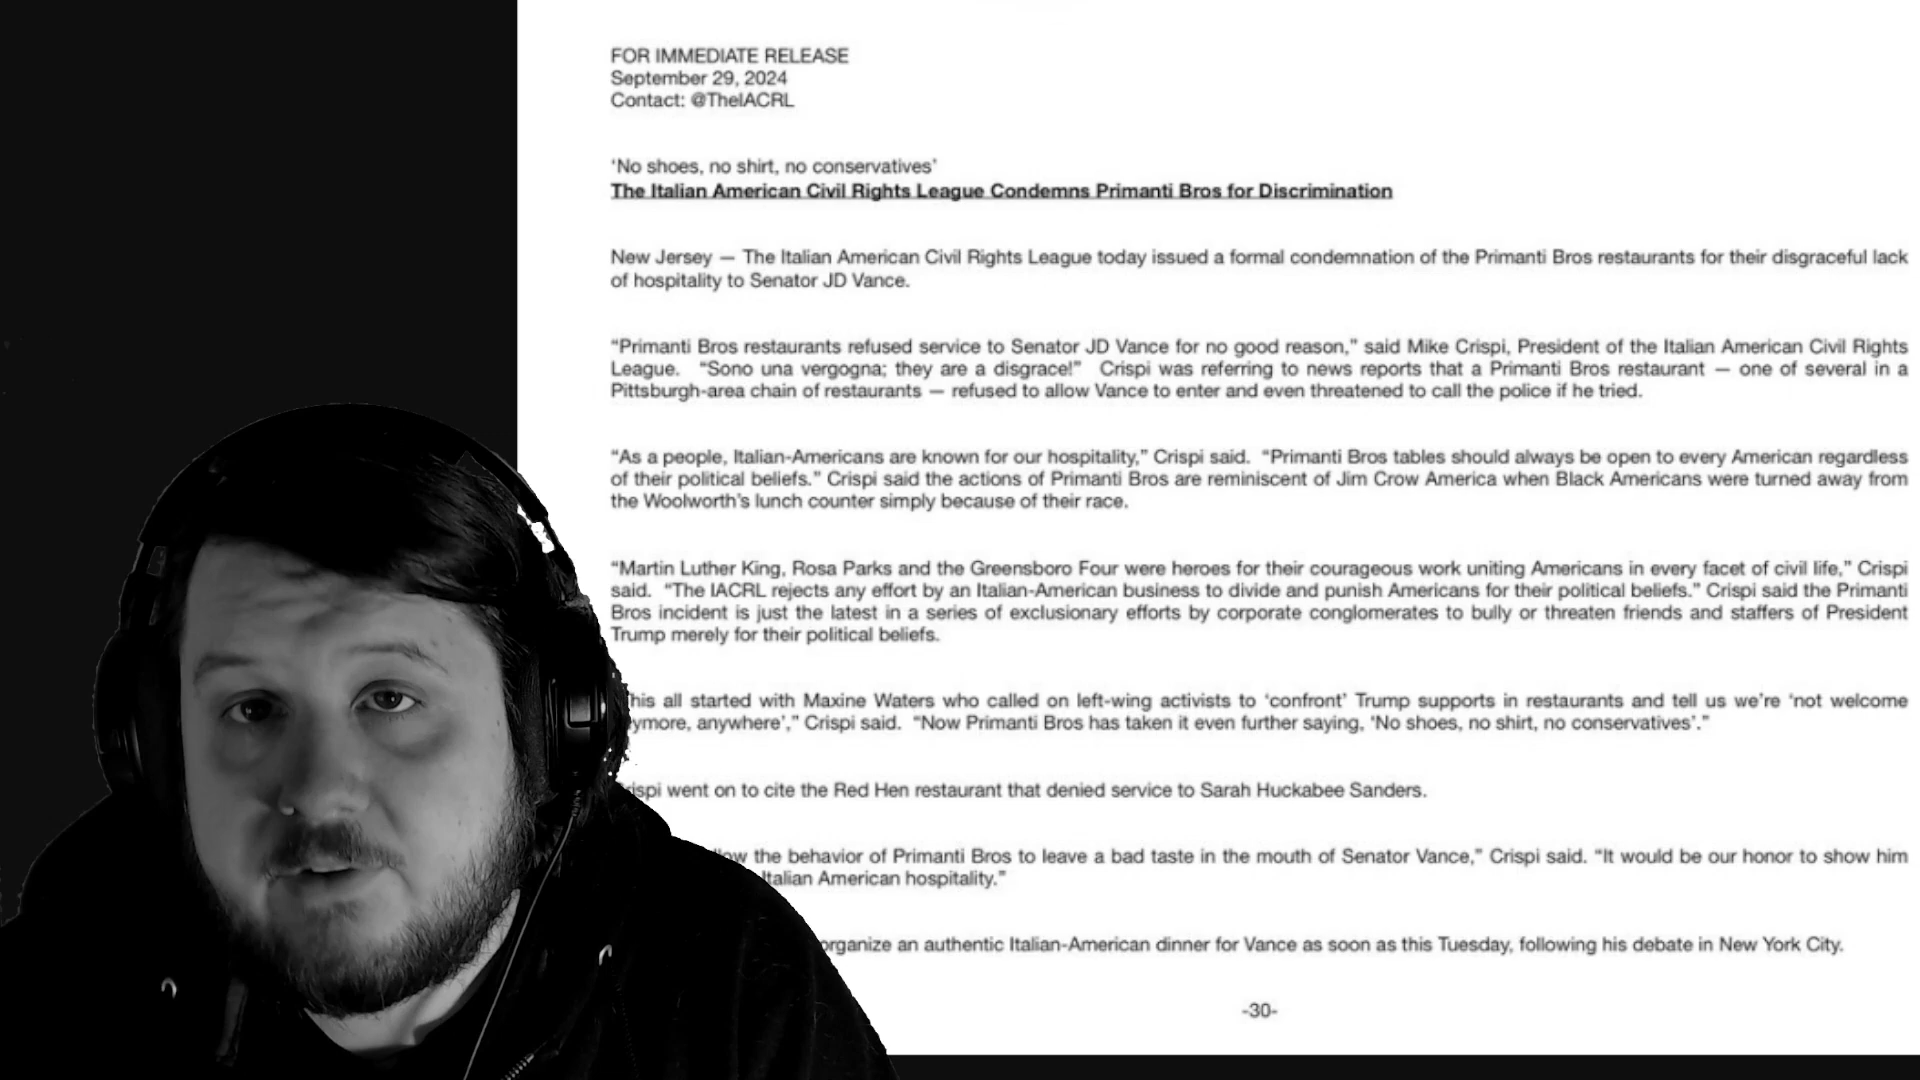 FOR IMMEDIATE RELEASE
September 29, 2024
Contact: @TheIACRL
‘No shoes, no shirt, no conservatives’
The Italian American Civil Rights League Condemns Primanti Bros for Discrimination
New Jersey — The Italian American Civil Rights League today issued a formal condemnation of the Primanti Bros restaurants for their disgraceful lack
of hospitality to Senator JD Vance.
“Primanti Bros restaurants refused service to Senator JD Vance for no good reason,” said Mike Crispi, President of the Italian American Civil Rights
League. “Sono una vergogna; they are a disgrace!” Crispi was referring to news reports that a Primanti Bros restaurant — one of several in a
Pittsburgh-area chain of restaurants — refused to allow Vance to enter and even threatened to call the police if he tried.
“As a people, Italian-Americans are known for our hospitality,” Crispi said. “Primanti Bros tables should always be open to every American regardless
of their political beliefs.” Crispi said the actions of Primanti Bros are reminiscent of Jim Crow America when Black Americans were turned away from
the Woolworth’s lunch counter simply because of their race.
“Martin Luther King, Rosa Parks and the Greensboro Four were heroes for their courageous work uniting Americans in every facet of civil life,” Crispi
said. “The IACRL rejects any effort by an Italian-American business to divide and punish Americans for their political beliefs.” Crispi said the Primanti
Bros incident is just the latest in a series of exclusionary efforts by corporate conglomerates to bully or threaten friends and staffers of President
Trump merely for their political beliefs.
his all started with Maxine Waters who called on left-wing activists to ‘confront’ Trump supports in restaurants and tell us we’re ‘not welcome
ymore, anywhere’,” Crispi said. “Now Primanti Bros has taken it even further saying, ‘No shoes, no shirt, no conservatives’.”
rispi went on to cite the Red Hen restaurant that denied service to Sarah Huckabee Sanders.
the behavior of Primanti Bros to leave a bad taste in the mouth of Senator Vance,” Crispi said. “It would be our honor to show him
Italian American hospitality.”
organize an authentic Italian-American dinner for Vance as soon as this Tuesday, following his debate in New York City.
-30-